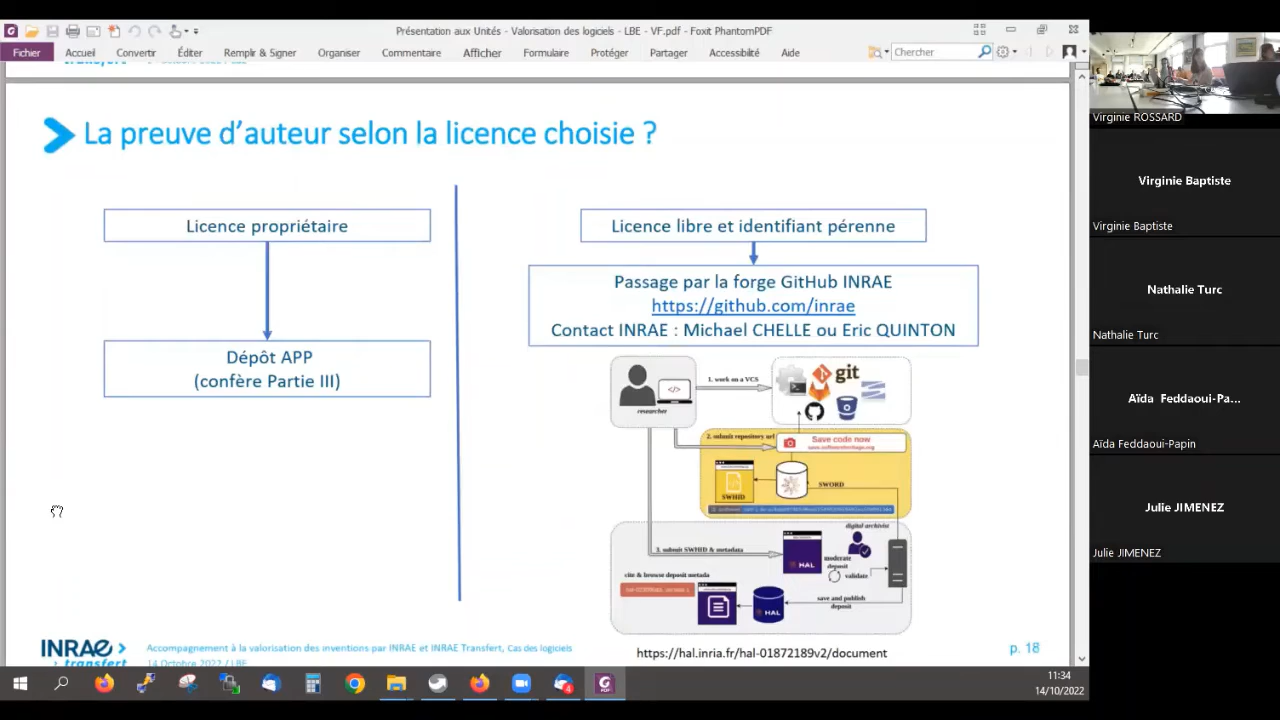 Présentation aux Unités - Valorisation des logiciels - LBE - VF.pdf - Foxit PhantomPDF
Fichier Accueil Convertir Éditer Remplir & Signer Organiser Commentaire Afficher Formulaire Protéger Partager Accessibilité Aide
Chercher
La preuve d’auteur selon la licence choisie ?
Licence propriétaire
Dépôt APP
(confère Partie III)
Licence libre et identifiant pérenne
Passage par la forge GitHub INRAE
https://github.com/inrae
Contact INRAE : Michael CHELLE ou Eric QUINTON
researcher
1. work on a VCS
git
2. submit repository url
Save code now
save.softwareheritage.org
SWHID
SWORD
3. submit SWHID & metadata
HAL
digital archivist
moderate
deposit
validate
cite & browse deposit metada
HAL
save and publish
deposit
https://hal.inria.fr/hal-01872189v2/document
INRAE
transfert
Accompagnement à la valorisation des inventions par INRAE et INRAE Transfert, Cas des logiciels
14 Octobre 2022 / LBE
p. 18
4
11:34
14/10/2022
Virginie ROSSARD
Virginie Baptiste
Virginie Baptiste
Nathalie Turc
Nathalie Turc
Aïda Feddaoui-Pa...
Aïda Feddaoui-Papin
Julie JIMENEZ
Julie JIMENEZ